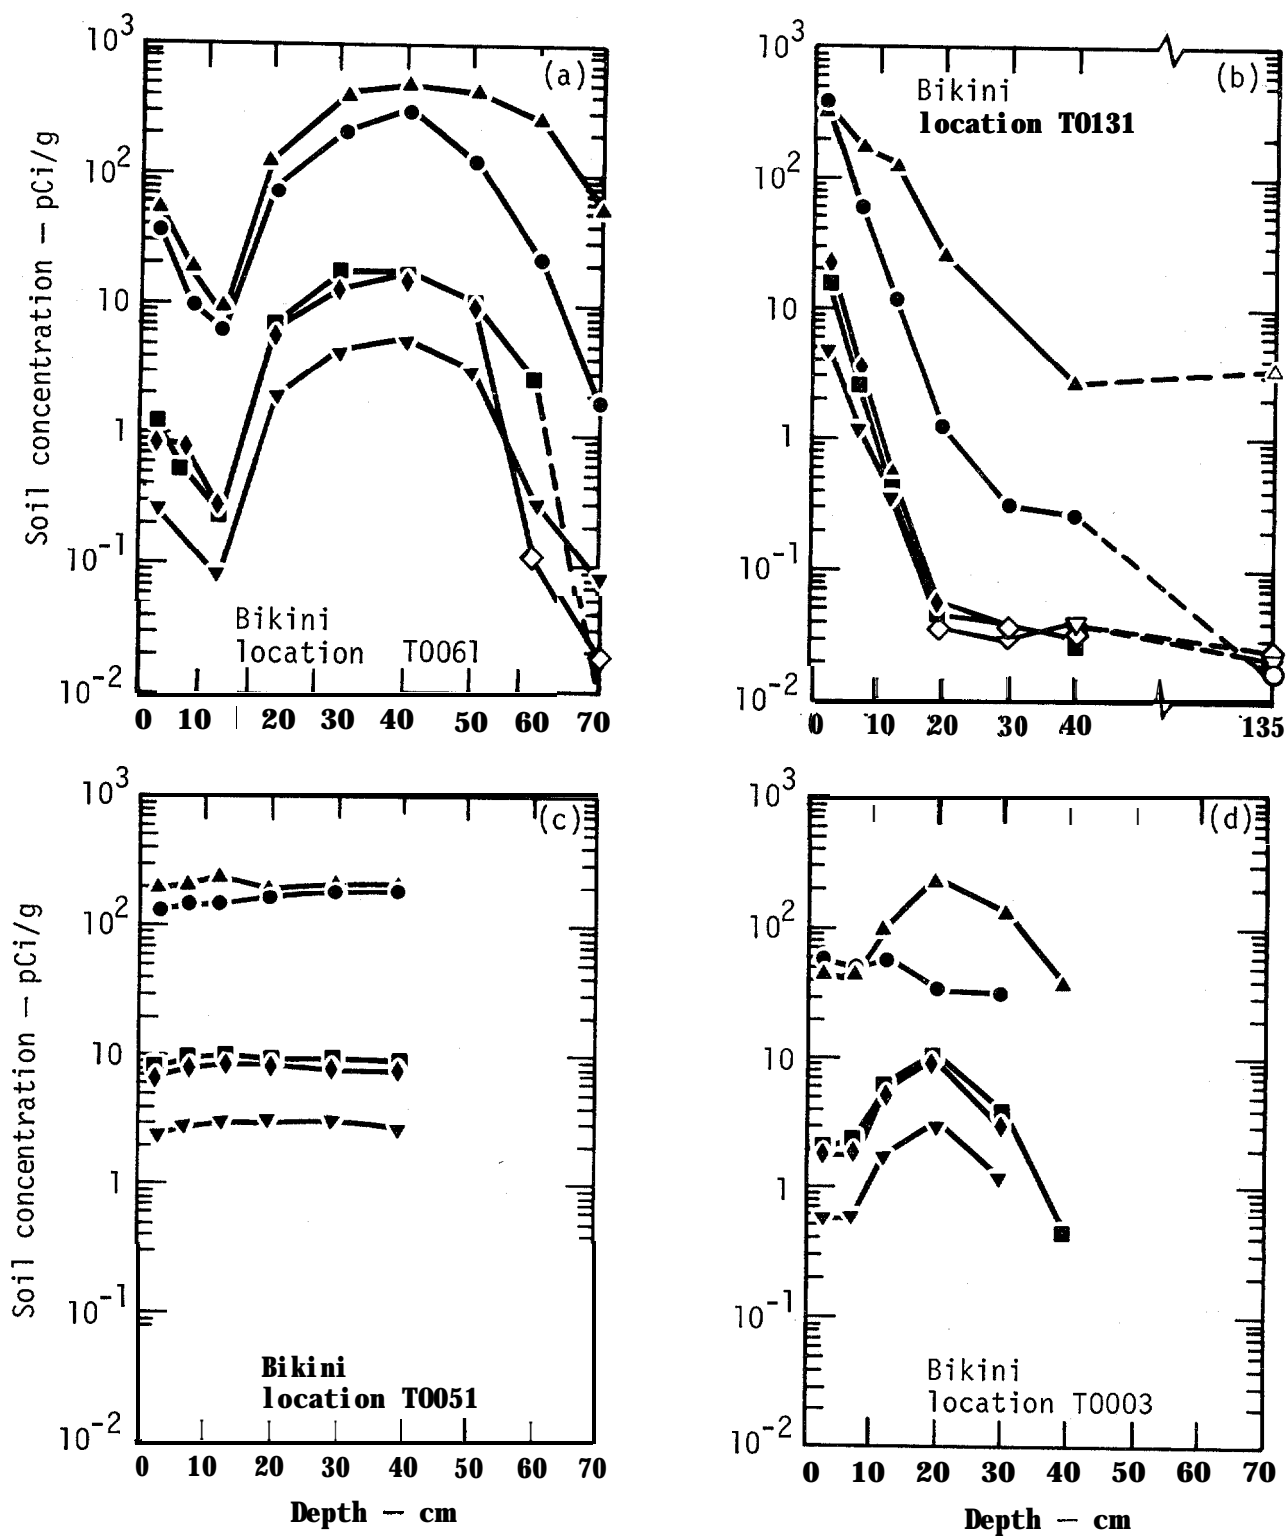 (a)
10³
10²
10
1
10⁻¹
10⁻²
Soil concentration — pCi/g
Bikini
location T0061
0 10 20 30 40 50 60 70
(b)
Bikini
location T0131
10³
10²
10
1
10⁻¹
10⁻²
0 10 20 30 40 135
(c)
10³
10²
10
1
10⁻¹
10⁻²
Soil concentration — pCi/g
Bikini
location T0051
0 10 20 30 40 50 60 70
Depth — cm
(d)
10³
10²
10
1
10⁻¹
10⁻²
Bikini
location T0003
0 10 20 30 40 50 60 70
Depth — cm